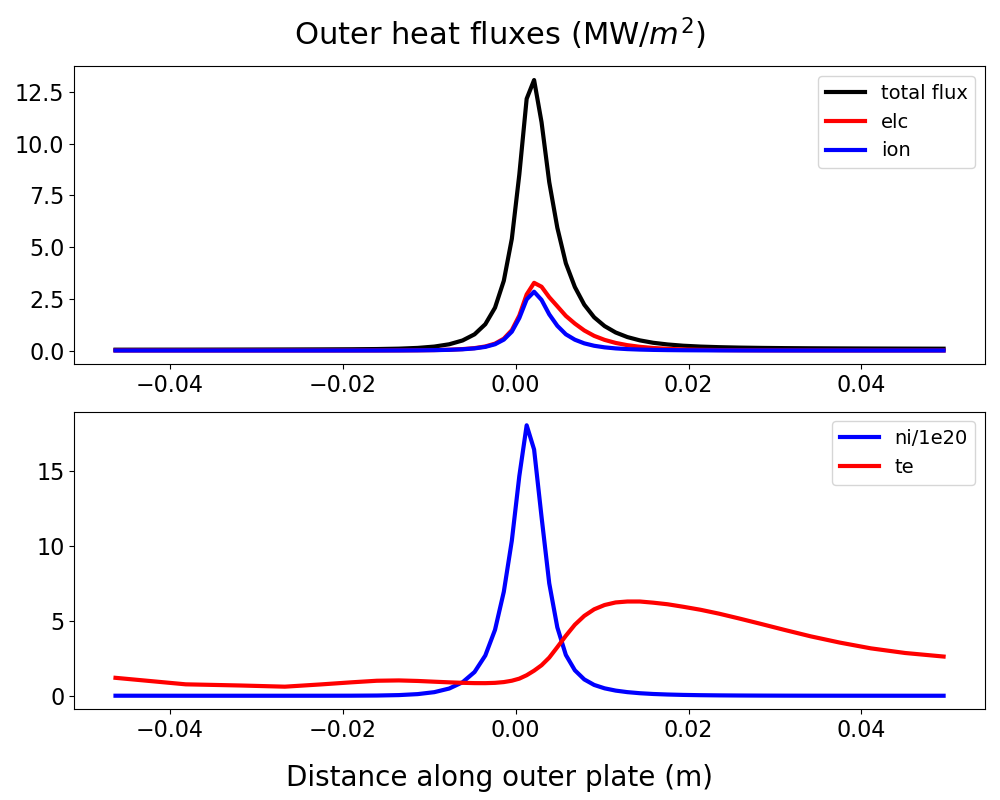 Outer heat fluxes (MW/m²)
12.5
10.0
7.5
5.0
2.5
0.0
total flux
elc
ion
−0.04 −0.02 0.00 0.02 0.04
15
10
5
0
ni/1e20
te
−0.04 −0.02 0.00 0.02 0.04
Distance along outer plate (m)